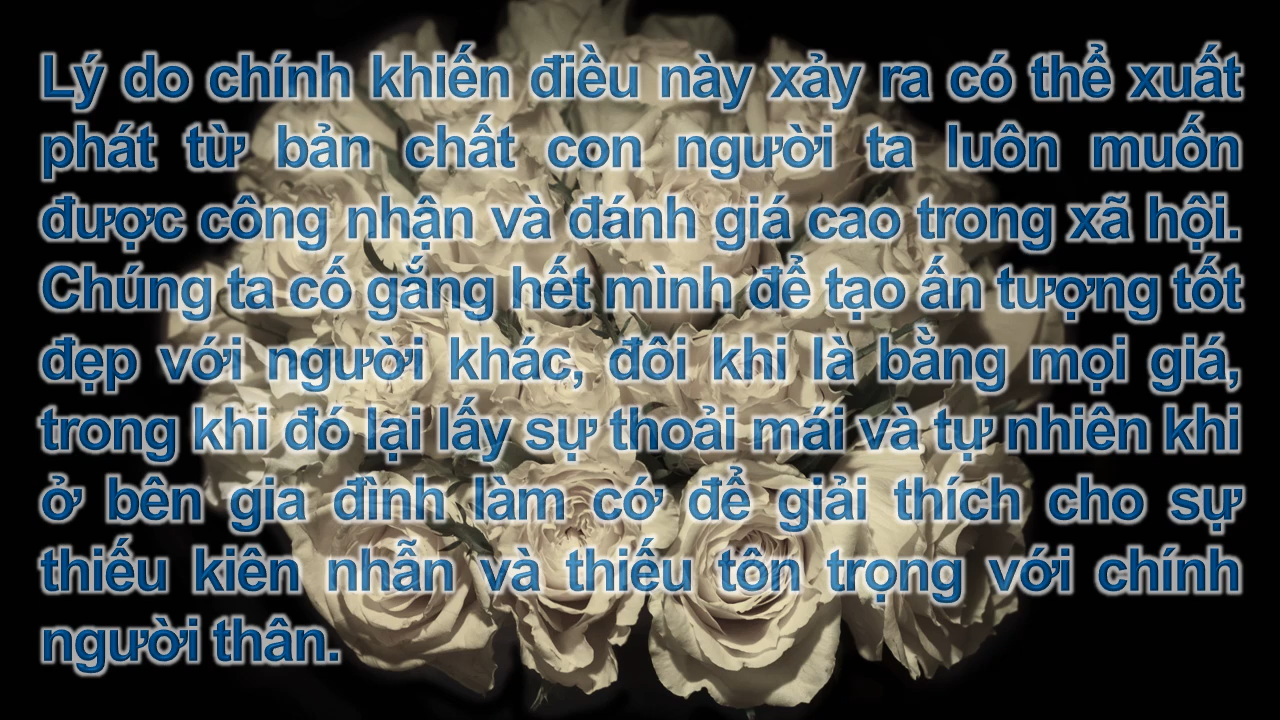 Lý do chính khiến điều này xảy ra có thể xuất
phát từ bản chất con người ta luôn muốn
được công nhận và đánh giá cao trong xã hội.
Chúng ta cố gắng hết mình để tạo ấn tượng tốt
đẹp với người khác, đôi khi là bằng mọi giá,
trong khi đó lại lấy sự thoải mái và tự nhiên khi
ở bên gia đình làm cớ để giải thích cho sự
thiếu kiên nhẫn và thiếu tôn trọng với chính
người thân.